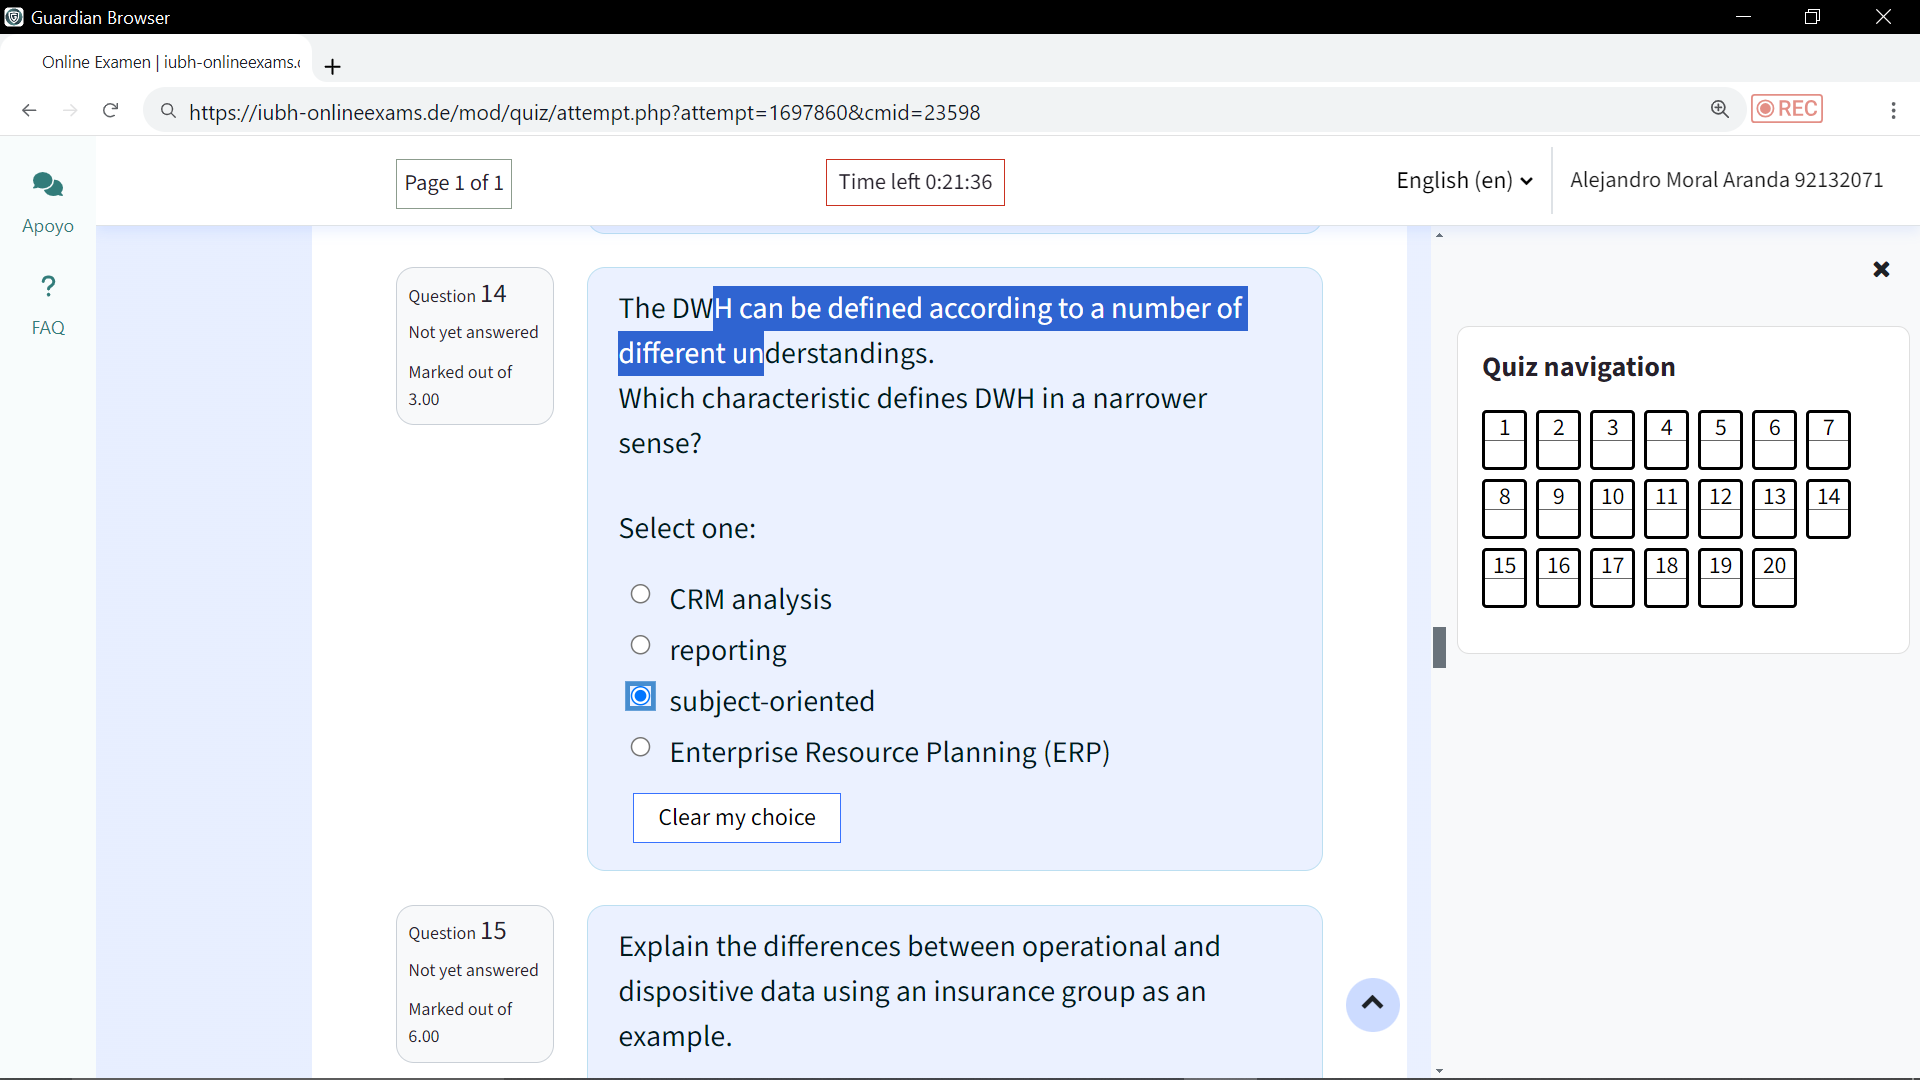 Guardian Browser
Online Examen | iubh-onlineexams.
https://iubh-onlineexams.de/mod/quiz/attempt.php?attempt=1697860&cmid=23598
REC
Apoyo
?
FAQ
Page 1 of 1
Time left 0:21:36
English (en)
Alejandro Moral Aranda 92132071
Question 14
Not yet answered
Marked out of
3.00
The DWH can be defined according to a number of
different understandings.
Which characteristic defines DWH in a narrower
sense?
Select one:
CRM analysis
reporting
subject-oriented
Enterprise Resource Planning (ERP)
Clear my choice
Question 15
Not yet answered
Marked out of
6.00
Explain the differences between operational and
dispositive data using an insurance group as an
example.
Quiz navigation
1 2 3 4 5 6 7
8 9 10 11 12 13 14
15 16 17 18 19 20